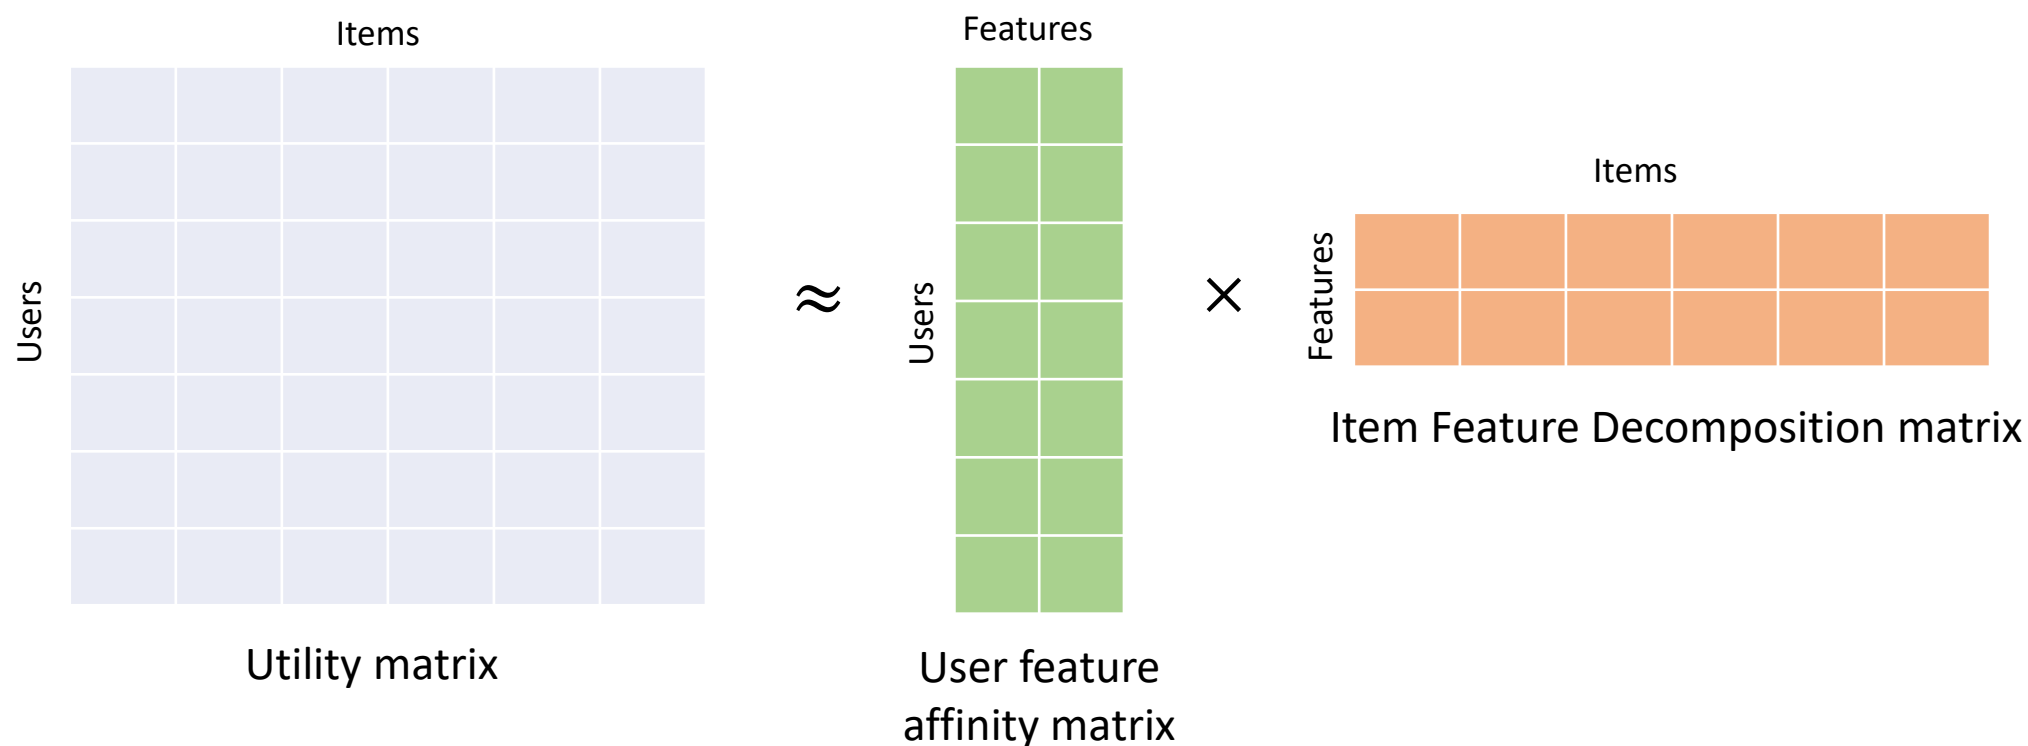 Items
Users
Utility matrix
≈
Features
Users
User feature
affinity matrix
×
Items
Features
Item Feature Decomposition matrix